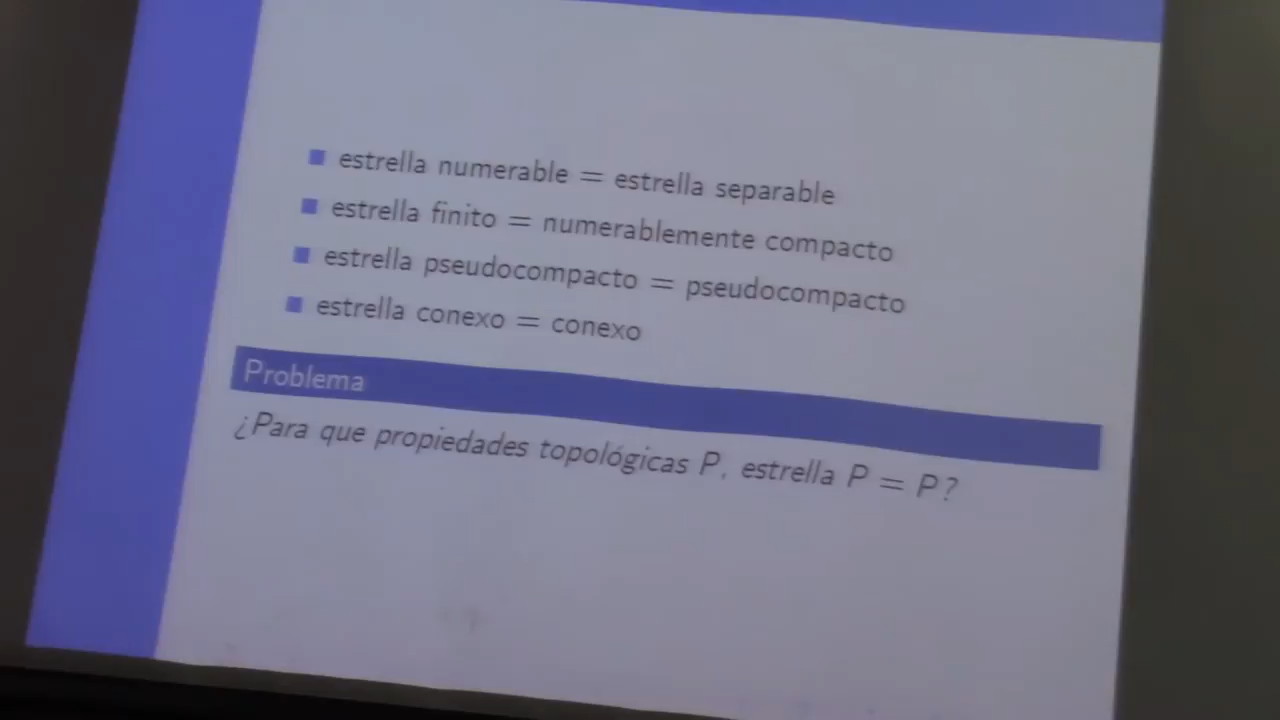 estrella numerable = estrella separable
estrella finito = numerablemente compacto
estrella pseudocompacto = pseudocompacto
estrella conexo = conexo
Problema
¿Para que propiedades topológicas P, estrella P = P?